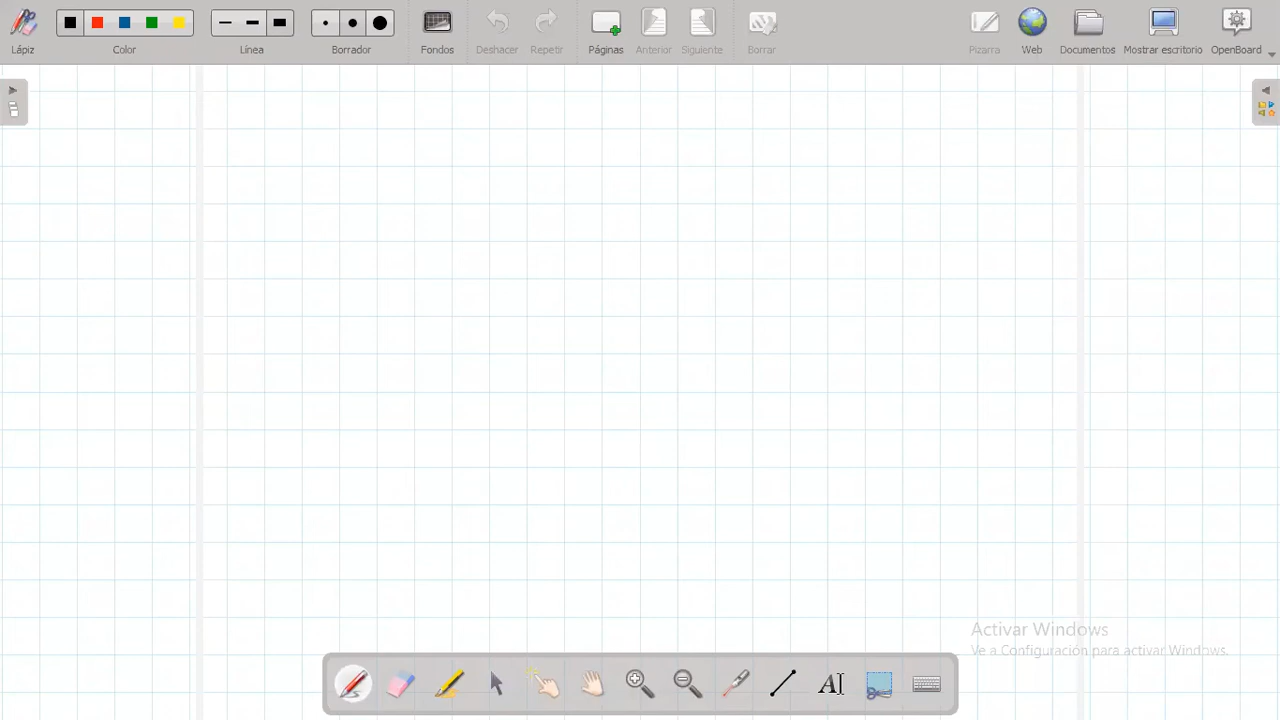 Lápiz Color Línea Borrador Fondos Deshacer Repetir Páginas Anterior Siguiente Borrar Pizarra Web Documentos Mostrar escritorio OpenBoard
Activar Windows
Ve a Configuración para activar Windows.